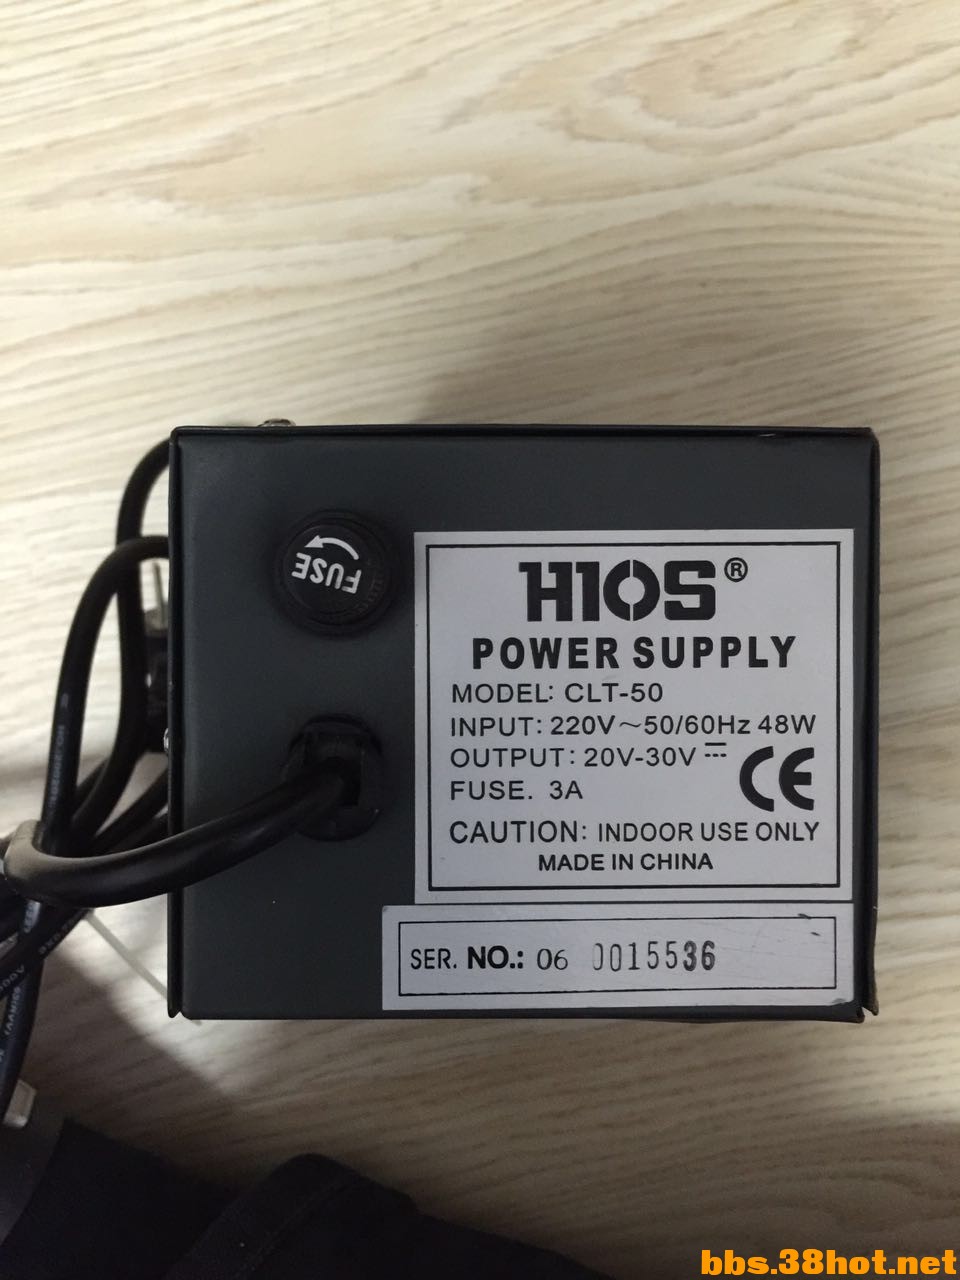 FUSE
HIOS®
POWER SUPPLY
MODEL: CLT-50
INPUT: 220V～50/60Hz 48W
OUTPUT: 20V-30V ⎓
CE
FUSE. 3A
CAUTION: INDOOR USE ONLY
MADE IN CHINA
SER. NO.: 06 0015536
bbs.38hot.net